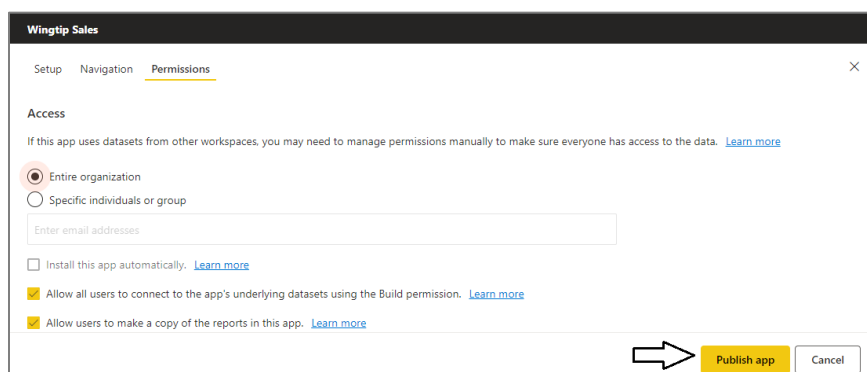 Wingtip Sales
Setup Navigation Permissions
Access
If this app uses datasets from other workspaces, you may need to manage permissions manually to make sure everyone has access to the data. Learn more
Entire organization
Specific individuals or group
Enter email addresses
Install this app automatically. Learn more
Allow all users to connect to the app's underlying datasets using the Build permission. Learn more
Allow users to make a copy of the reports in this app. Learn more
Publish app Cancel